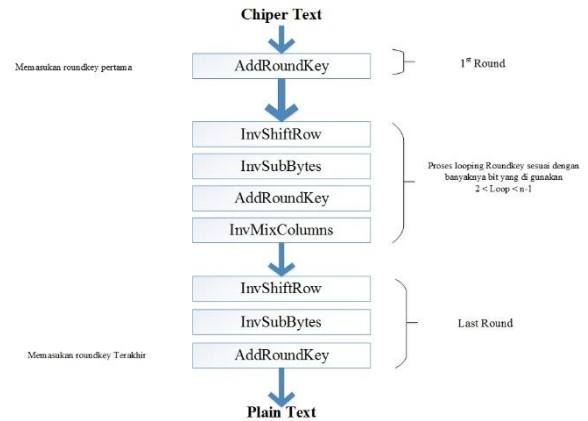 Chiper Text
Memasukan roundkey pertama
AddRoundKey
1st Round
InvShiftRow
InvSubBytes
AddRoundKey
InvMixColumns
Proses looping Roundkey sesuai dengan
banyaknya bit yang di gunakan
2 < Loop < n-1
InvShiftRow
InvSubBytes
Last Round
Memasukan roundkey Terakhir
AddRoundKey
Plain Text